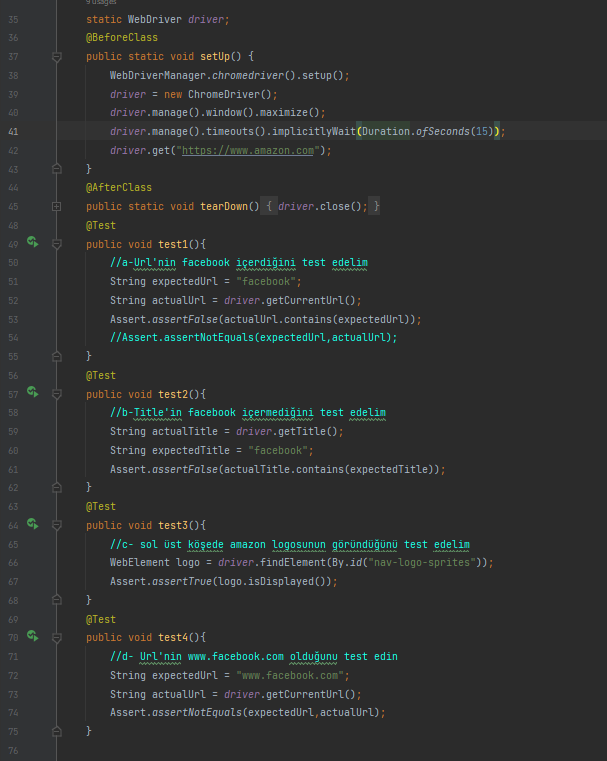 9 usages
35 static WebDriver driver;
36 @BeforeClass
37 public static void setUp() {
38 WebDriverManager.chromedriver().setup();
39 driver = new ChromeDriver();
40 driver.manage().window().maximize();
41 driver.manage().timeouts().implicitlyWait(Duration.ofSeconds(15));
42 driver.get("https://www.amazon.com");
43 }
44 @AfterClass
45 public static void tearDown() { driver.close(); }
48 @Test
49 public void test1(){
50 //a-Url'nin facebook içerdiğini test edelim
51 String expectedUrl = "facebook";
52 String actualUrl = driver.getCurrentUrl();
53 Assert.assertFalse(actualUrl.contains(expectedUrl));
54 //Assert.assertNotEquals(expectedUrl,actualUrl);
55 }
56 @Test
57 public void test2(){
58 //b-Title'in facebook içermediğini test edelim
59 String actualTitle = driver.getTitle();
60 String expectedTitle = "facebook";
61 Assert.assertFalse(actualTitle.contains(expectedTitle));
62 }
63 @Test
64 public void test3(){
65 //c- sol üst köşede amazon logosunun göründüğünü test edelim
66 WebElement logo = driver.findElement(By.id("nav-logo-sprites"));
67 Assert.assertTrue(logo.isDisplayed());
68 }
69 @Test
70 public void test4(){
71 //d- Url'nin www.facebook.com olduğunu test edin
72 String expectedUrl = "www.facebook.com";
73 String actualUrl = driver.getCurrentUrl();
74 Assert.assertNotEquals(expectedUrl,actualUrl);
75 }
76